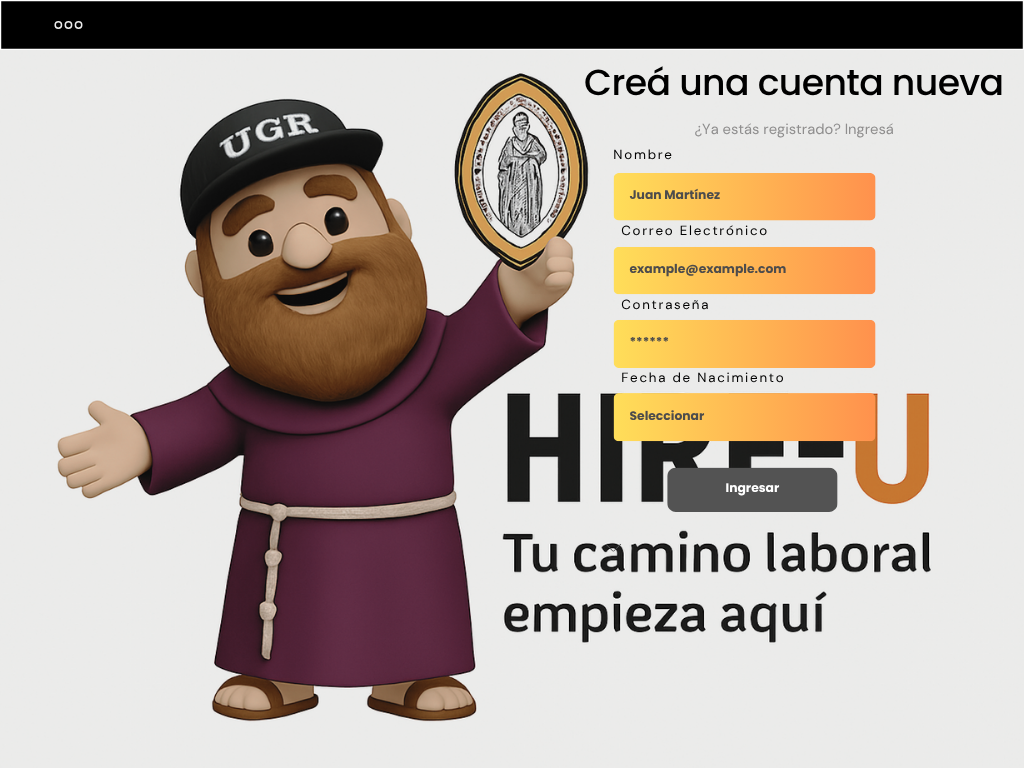 Creá una cuenta nueva
¿Ya estás registrado? Ingresá
UGR
Nombre
Juan Martínez
Correo Electrónico
example@example.com
Contraseña
******
Fecha de Nacimiento
Seleccionar
HIRE-U
Ingresar
Tu camino laboral
empieza aquí